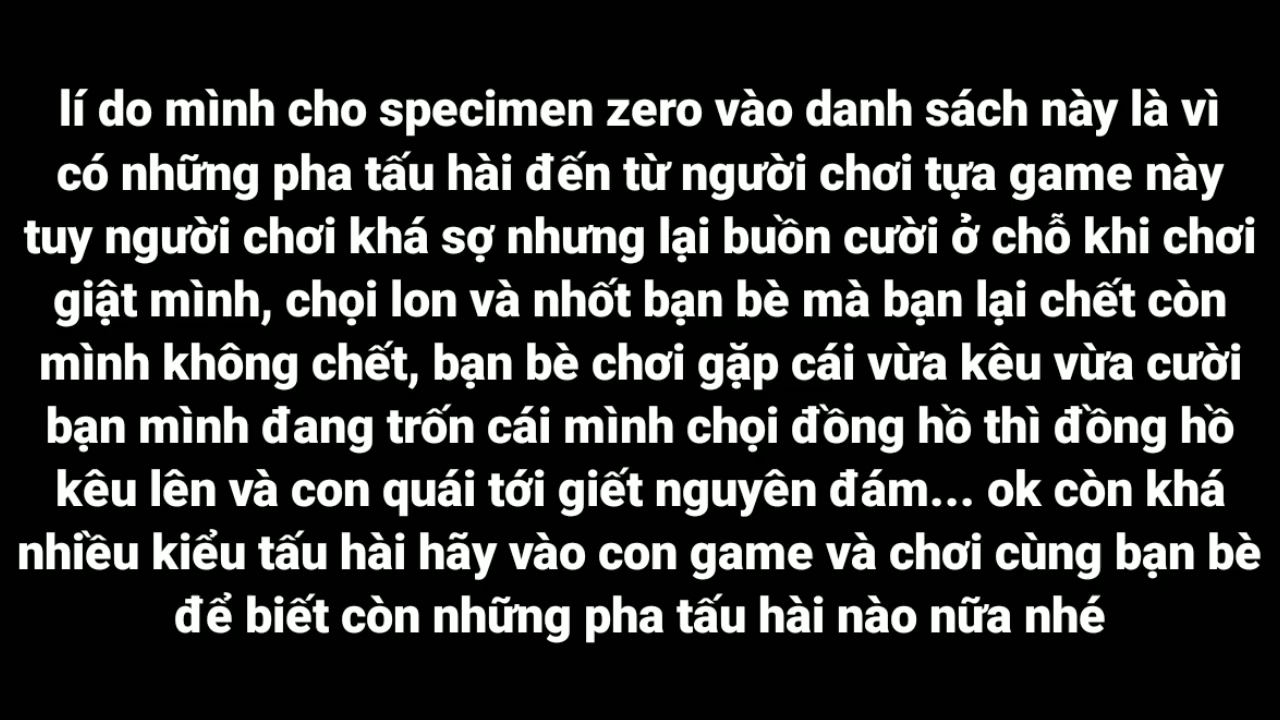 lí do mình cho specimen zero vào danh sách này là vì
có những pha tấu hài đến từ người chơi tựa game này
tuy người chơi khá sợ nhưng lại buồn cười ở chỗ khi chơi
giật mình, chọi lon và nhốt bạn bè mà bạn lại chết còn
mình không chết, bạn bè chơi gặp cái vừa kêu vừa cười
bạn mình đang trốn cái mình chọi đồng hồ thì đồng hồ
kêu lên và con quái tới giết nguyên đám... ok còn khá
nhiều kiểu tấu hài hãy vào con game và chơi cùng bạn bè
để biết còn những pha tấu hài nào nữa nhé